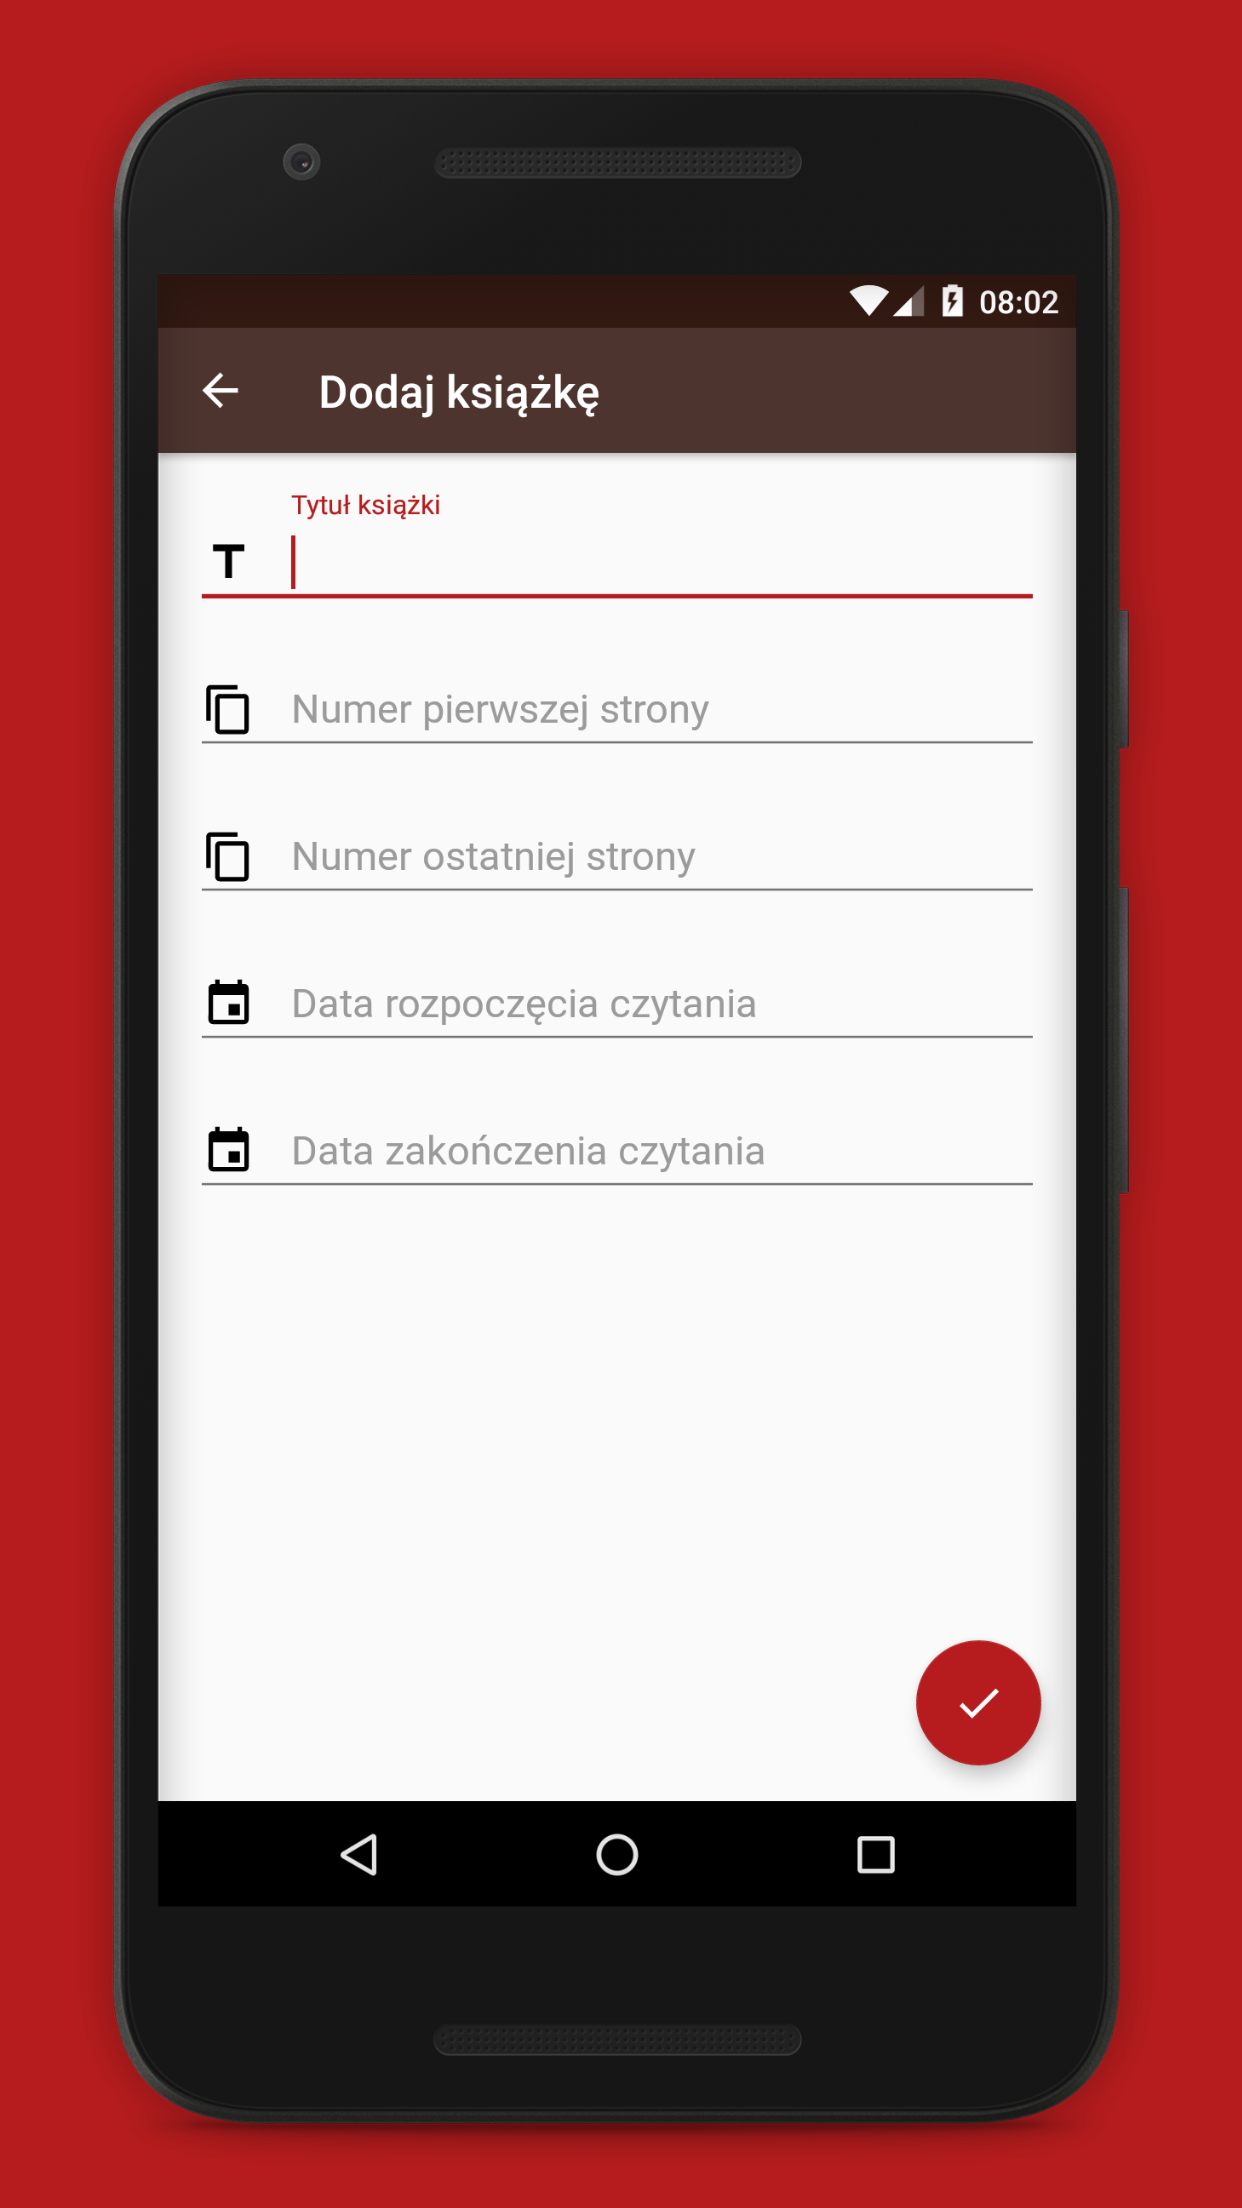 08:02
Dodaj książkę
Tytuł książki
Numer pierwszej strony
Numer ostatniej strony
Data rozpoczęcia czytania
Data zakończenia czytania